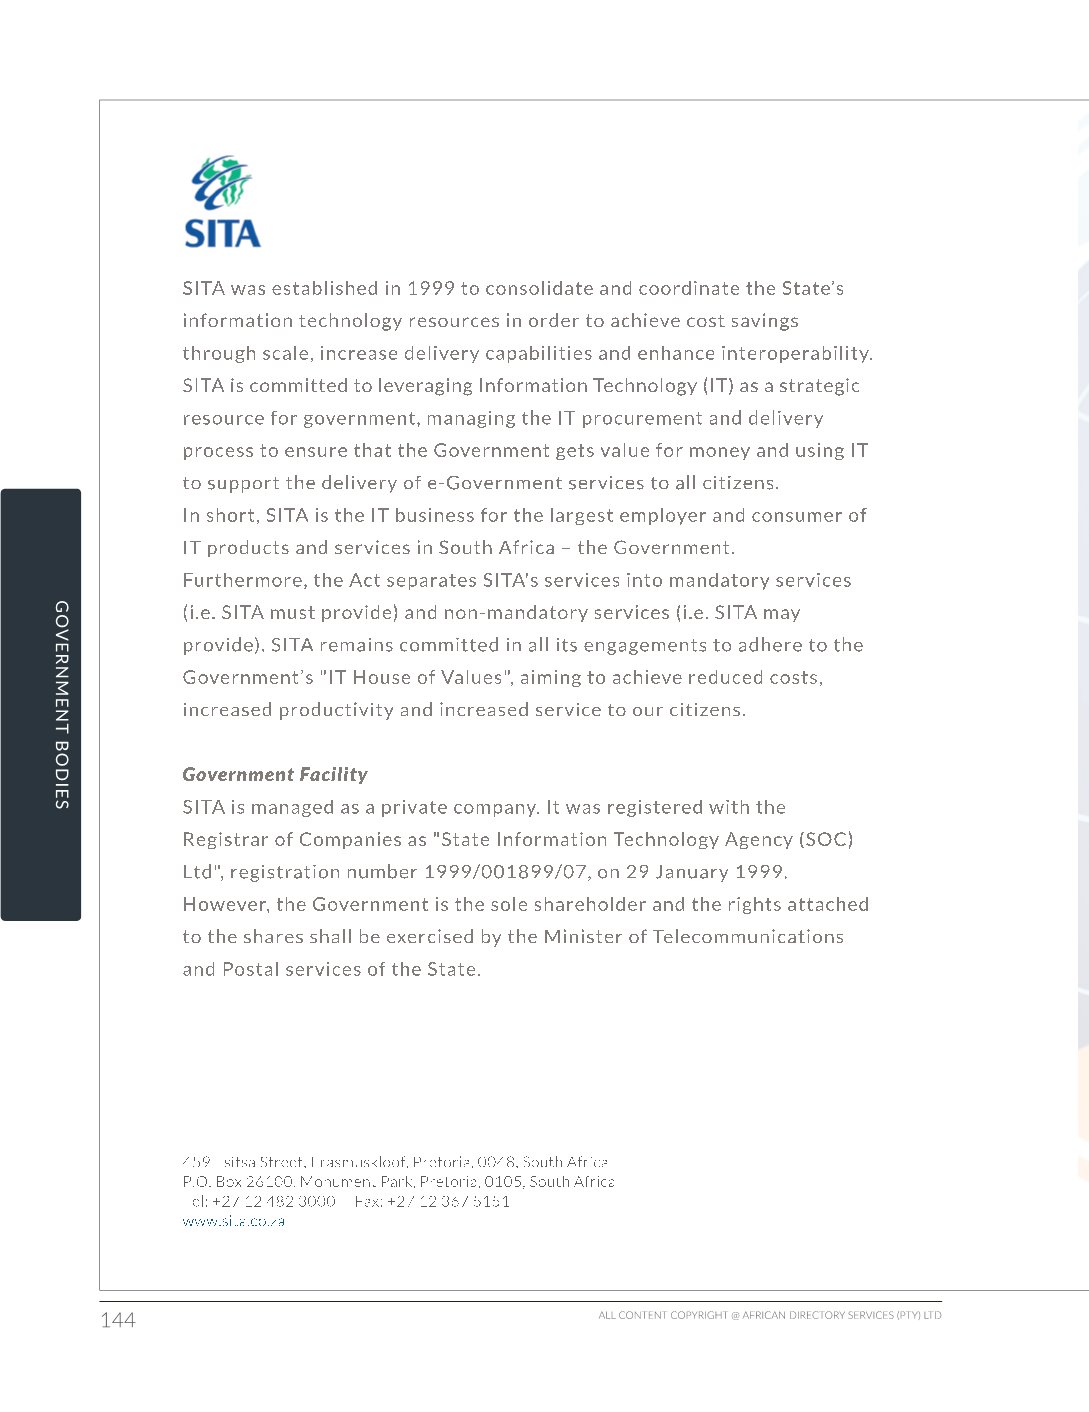 SITA
SITA was established in 1999 to consolidate and coordinate the State’s
information technology resources in order to achieve cost savings
through scale, increase delivery capabilities and enhance interoperability.
SITA is committed to leveraging Information Technology (IT) as a strategic
resource for government, managing the IT procurement and delivery
process to ensure that the Government gets value for money and using IT
to support the delivery of e-Government services to all citizens.
In short, SITA is the IT business for the largest employer and consumer of
IT products and services in South Africa – the Government.
Furthermore, the Act separates SITA's services into mandatory services
(i.e. SITA must provide) and non-mandatory services (i.e. SITA may
provide). SITA remains committed in all its engagements to adhere to the
Government’s "IT House of Values", aiming to achieve reduced costs,
increased productivity and increased service to our citizens.
Government Facility
SITA is managed as a private company. It was registered with the
Registrar of Companies as "State Information Technology Agency (SOC)
Ltd", registration number 1999/001899/07, on 29 January 1999.
However, the Government is the sole shareholder and the rights attached
to the shares shall be exercised by the Minister of Telecommunications
and Postal services of the State.
459 Tsitsa Street, Erasmuskloof, Pretoria, 0048, South Africa
P.O. Box 26100, Monument Park, Pretoria, 0105, South Africa
Tel: +27 12 482 3000 Fax: +27 12 367 5151
www.sita.co.za
GOVERNMENT BODIES
144
ALL CONTENT COPYRIGHT @ AFRICAN DIRECTORY SERVICES (PTY) LTD